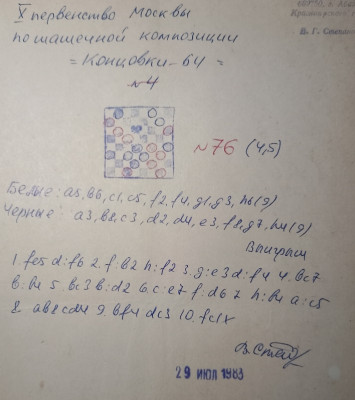 X первенство Москвы
по шашечной композиции
= Концовки-64 =
№4
№76 (4,5)
Белые: a5, b6, c1, c5, f2, f4, g1, g3, h6 (9)
Черные: a3, b8, c3, d2, d4, e3, f8, g7, h4 (9)
Выигрыш
1. fe5 d:f6 2. f:b2 h:f2 3. g:e3 d:f4 4. bc7
b:b4 5. bc3 b:d2 6. c:e7 f:d6 7. h:b4 a:c5
8. ab8 cd4 9. bf4 dc3 10. fc1x
29 ИЮЛ 1983